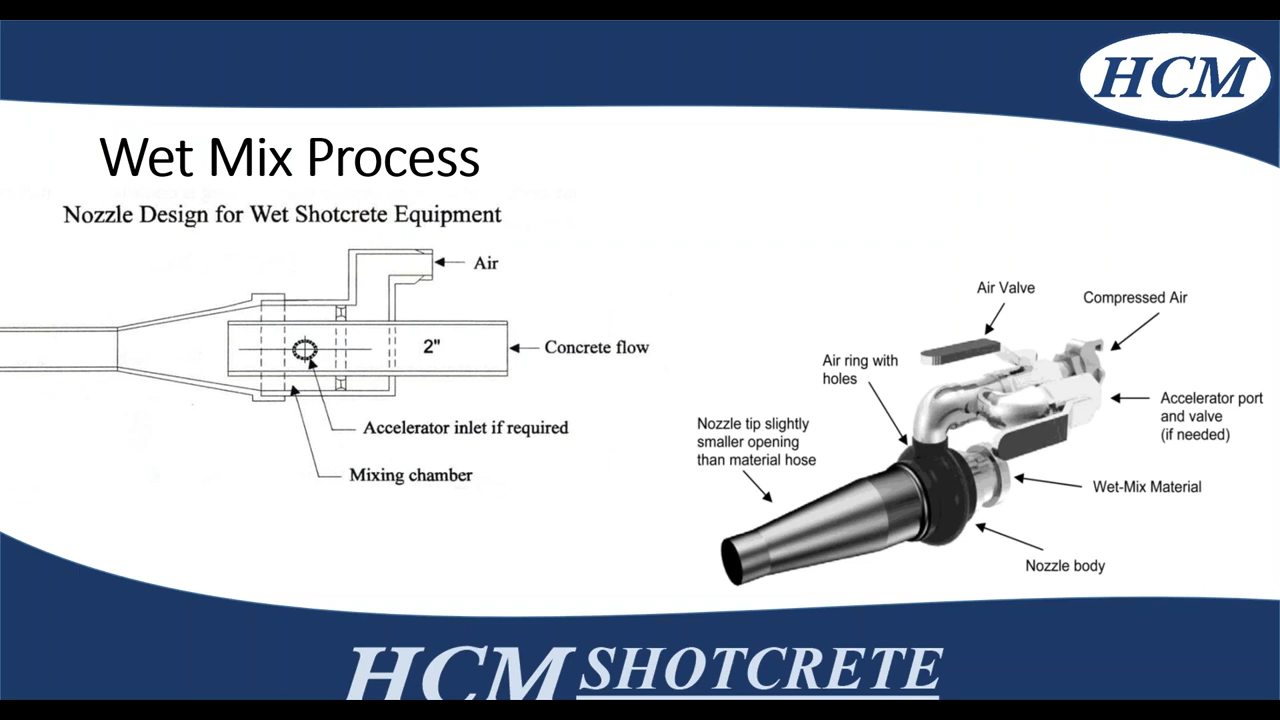 HCM
Wet Mix Process
Nozzle Design for Wet Shotcrete Equipment
Air
2"
Concrete flow
Accelerator inlet if required
Mixing chamber
Air Valve
Compressed Air
Air ring with
holes
Accelerator port
and valve
(if needed)
Nozzle tip slightly
smaller opening
than material hose
Wet-Mix Material
Nozzle body
HCM SHOTCRETE